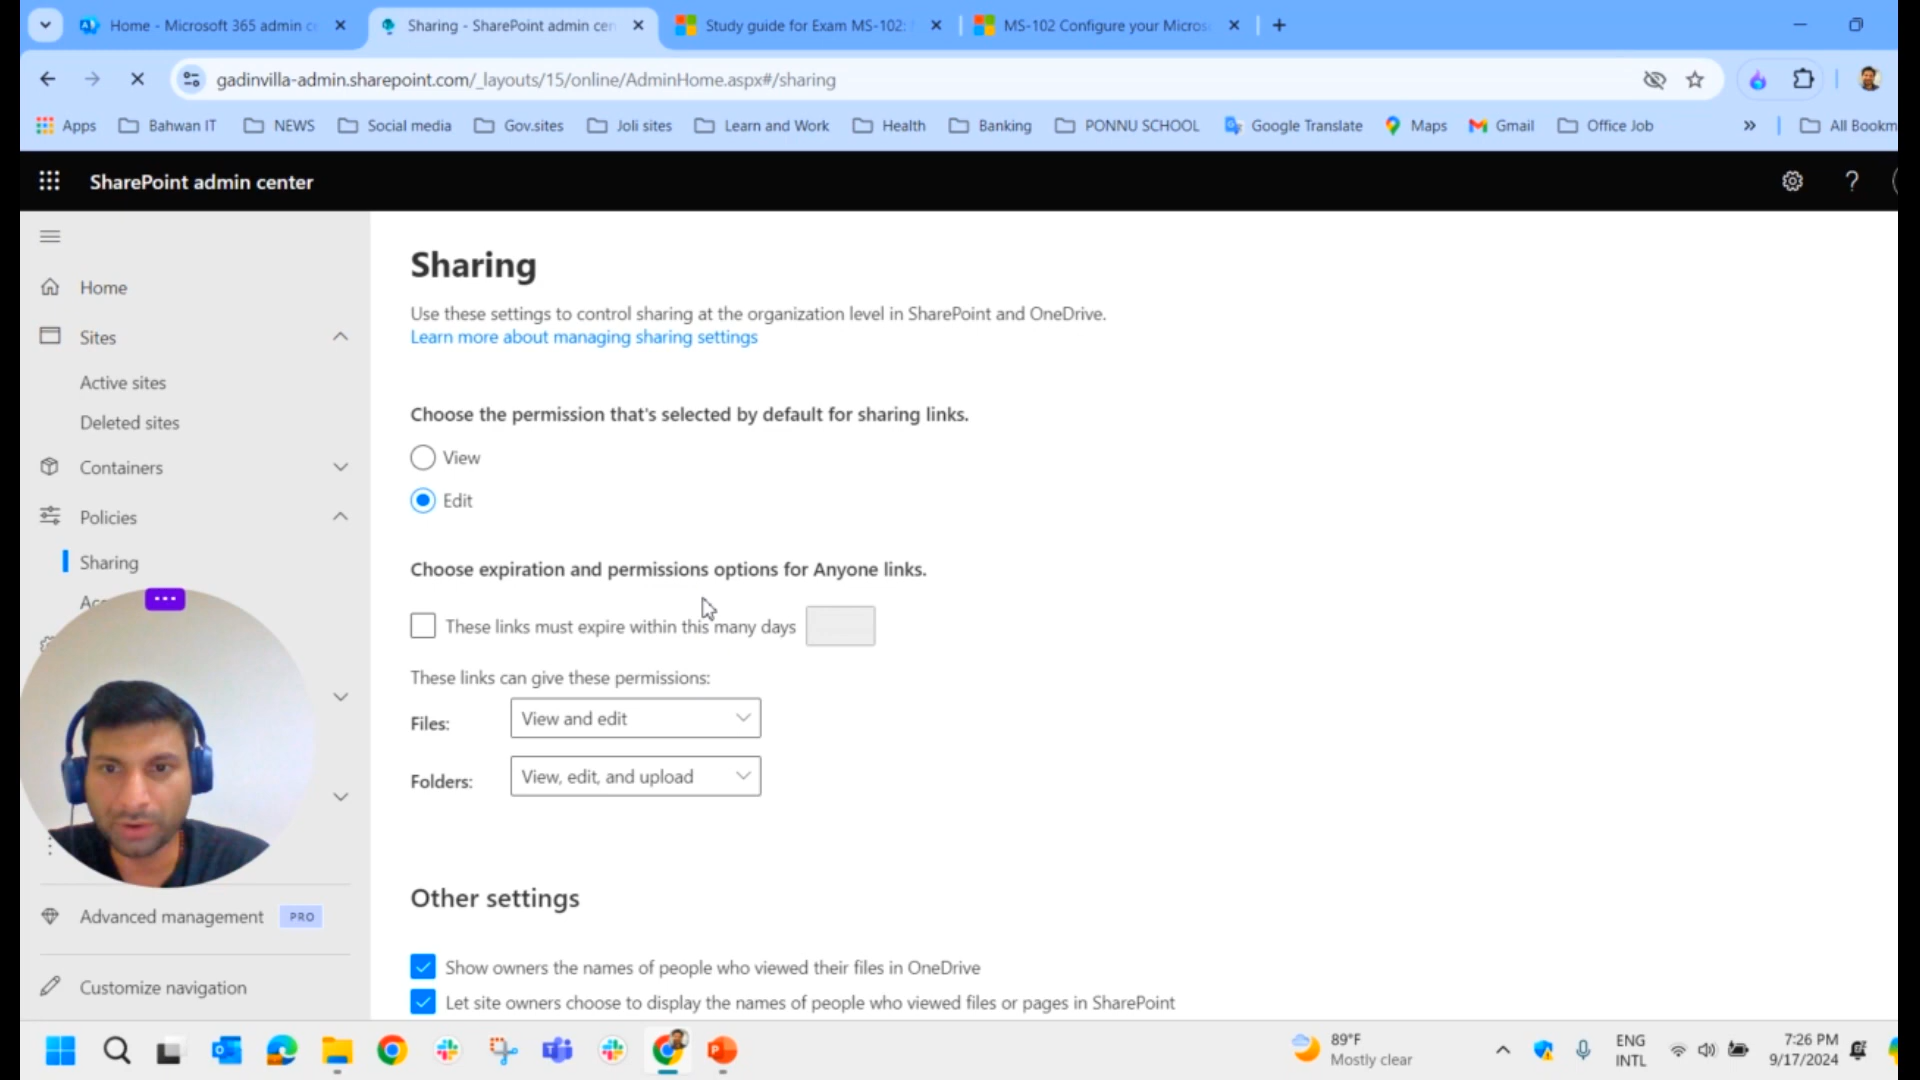 Home - Microsoft 365 admin ce
Sharing - SharePoint admin cen
Study guide for Exam MS-102:
MS-102 Configure your Micros
gadinvilla-admin.sharepoint.com/_layouts/15/online/AdminHome.aspx#/sharing
Apps
Bahwan IT
NEWS
Social media
Gov.sites
Joli sites
Learn and Work
Health
Banking
PONNU SCHOOL
Google Translate
Maps
Gmail
Office Job
All Bookm
SharePoint admin center
Home
Sites
Active sites
Deleted sites
Containers
Policies
Sharing
Advanced management PRO
Customize navigation
Sharing
Use these settings to control sharing at the organization level in SharePoint and OneDrive.
Learn more about managing sharing settings
Choose the permission that's selected by default for sharing links.
View
Edit
Choose expiration and permissions options for Anyone links.
These links must expire within this many days
These links can give these permissions:
Files: View and edit
Folders: View, edit, and upload
Other settings
Show owners the names of people who viewed their files in OneDrive
Let site owners choose to display the names of people who viewed files or pages in SharePoint
89°F
Mostly clear
ENG
INTL
7:26 PM
9/17/2024